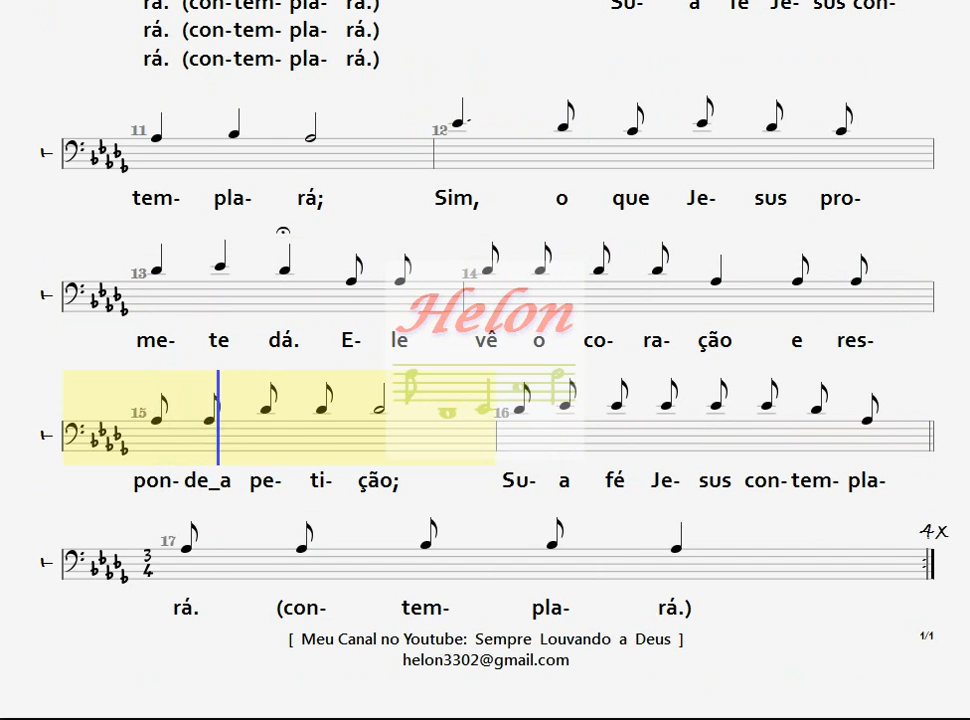 rá. (con-tem- pla- rá.) Su- a fé Je- sus con-
rá. (con-tem- pla- rá.)
rá. (con-tem- pla- rá.)
11 12
tem- pla- rá; Sim, o que Je- sus pro-
13 14
me- te dá. E- le vê o co- ra- ção e res-
Helon
15 16
pon- de_a pe- ti- ção; Su- a fé Je- sus con- tem- pla-
17 4X
3
4
rá. (con- tem- pla- rá.)
[ Meu Canal no Youtube: Sempre Louvando a Deus ] 1/1
helon3302@gmail.com